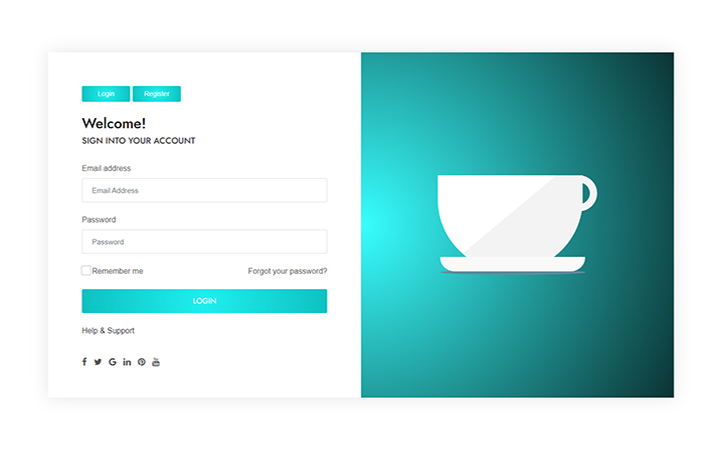 Login Register
Welcome!
SIGN INTO YOUR ACCOUNT
Email address
Email Address
Password
Password
Remember me Forgot your password?
LOGIN
Help & Support